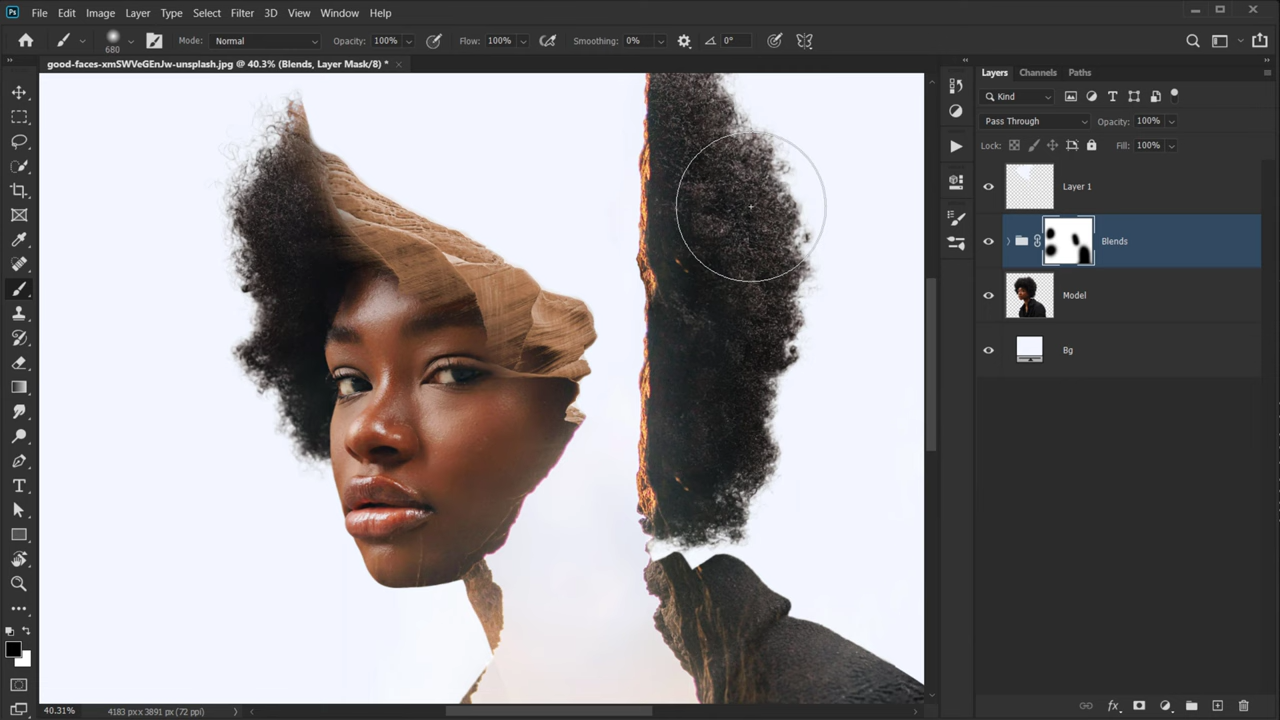 Ps File Edit Image Layer Type Select Filter 3D View Window Help
680 Mode: Normal Opacity: 100% Flow: 100% Smoothing: 0% 0°
good-faces-xmSWVeGEnJw-unsplash.jpg @ 40.3% (Blends, Layer Mask/8) *
Layers Channels Paths
Kind
Pass Through Opacity: 100%
Lock: Fill: 100%
Layer 1
Blends
Model
Bg
40.31% 4183 px x 3891 px (72 ppi)